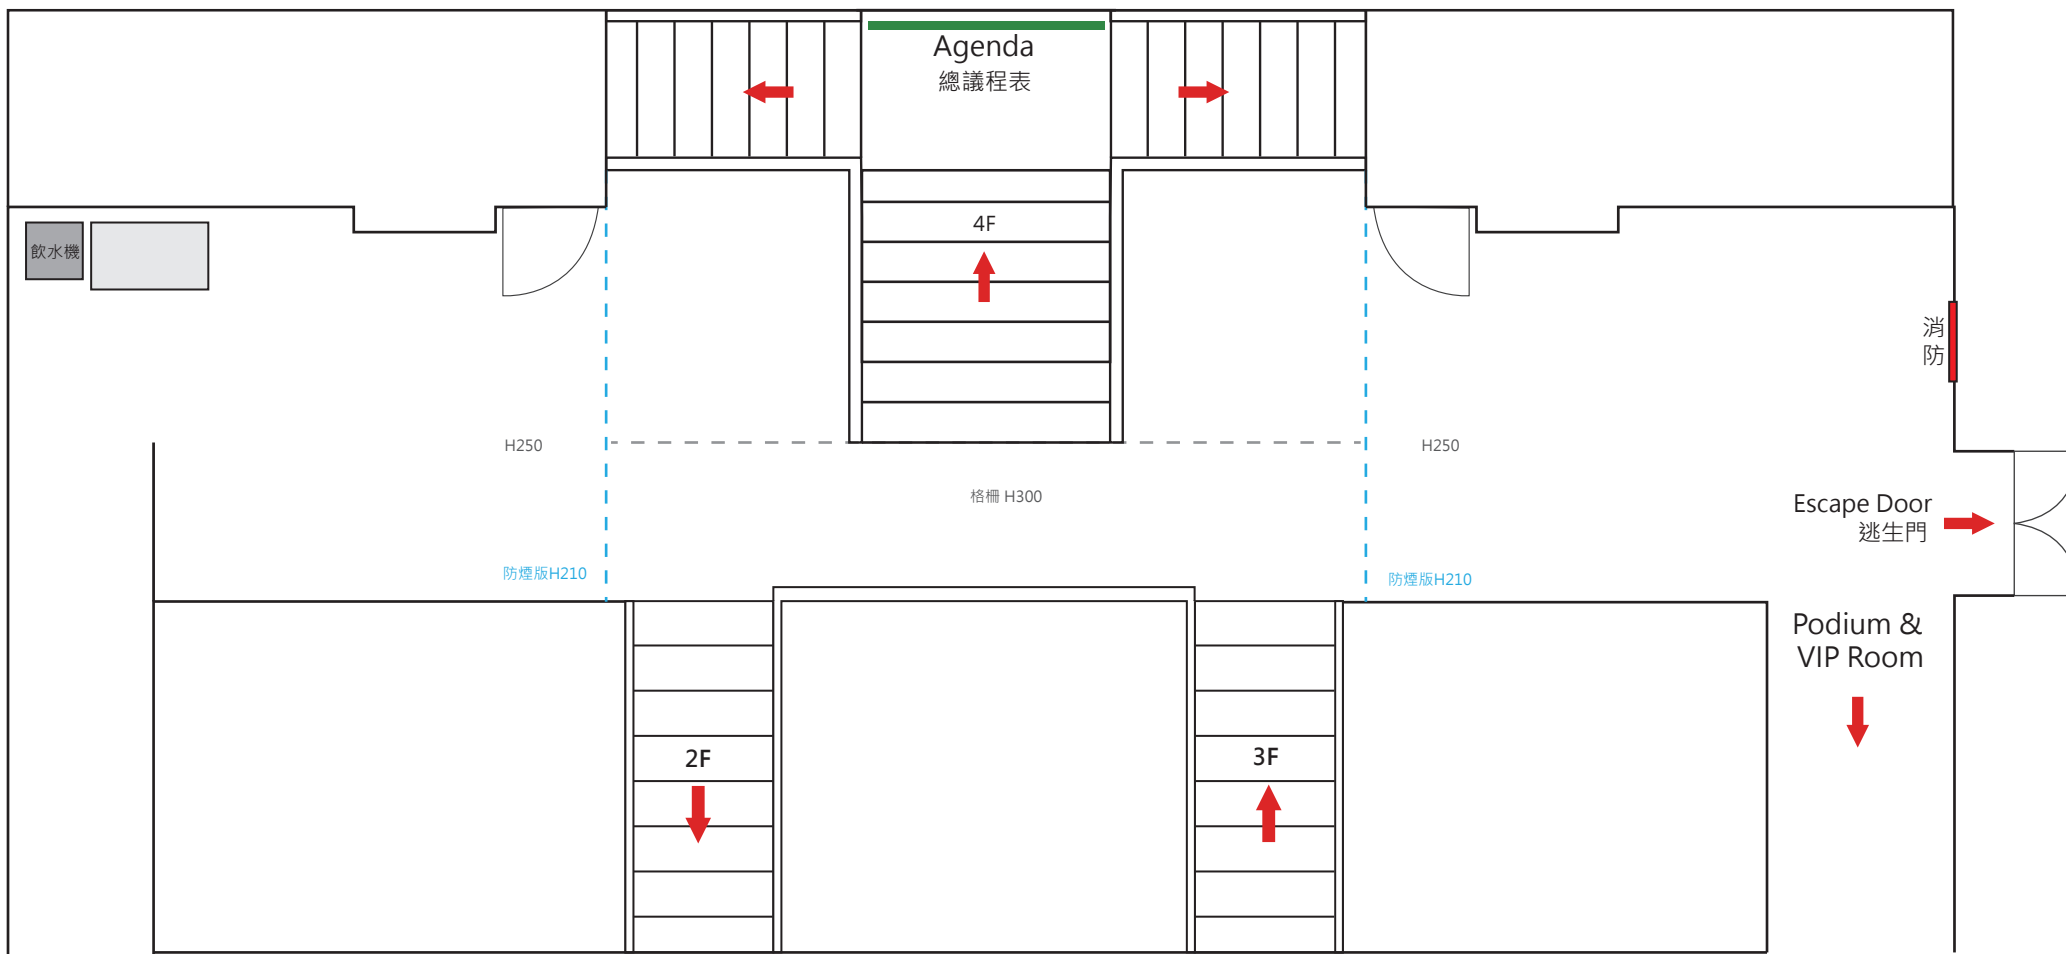 Agenda
總議程表
4F
飲水機
消
防
H250
H250
格柵 H300
Escape Door
逃生門
防煙版H210
防煙版H210
Podium &
VIP Room
2F
3F